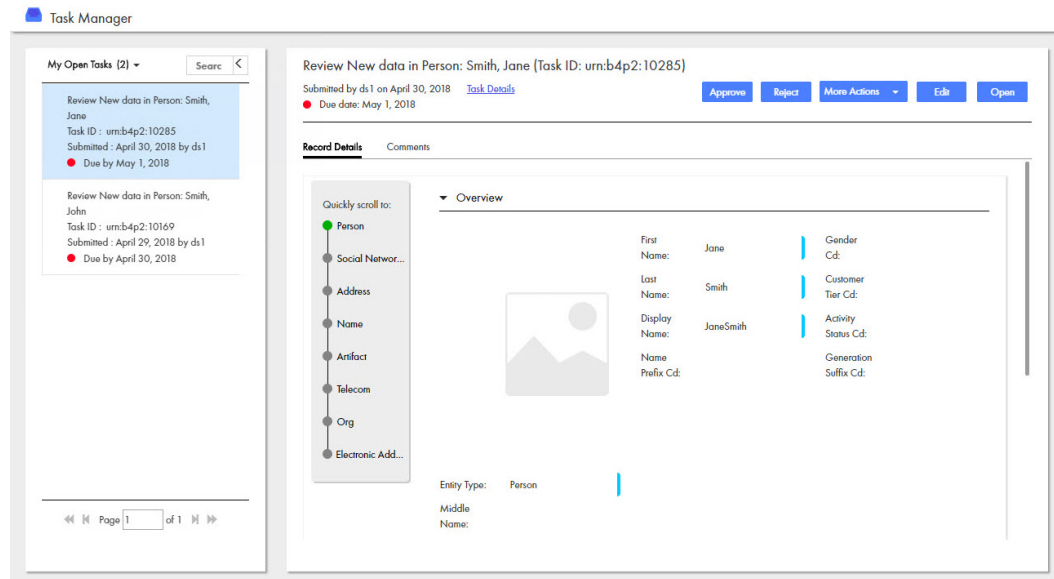 Task Manager
My Open Tasks (2)
Searc
Review New data in Person: Smith,
Jane
Task ID : urn:b4p2:10285
Submitted : April 30, 2018 by ds1
Due by May 1, 2018
Review New data in Person: Smith,
John
Task ID : urn:b4p2:10169
Submitted : April 29, 2018 by ds1
Due by April 30, 2018
Page 1 of 1
Review New data in Person: Smith, Jane (Task ID: urn:b4p2:10285)
Submitted by ds1 on April 30, 2018 Task Details
Due date: May 1, 2018
Approve Reject More Actions Edit Open
Record Details Comments
Quickly scroll to:
Person
Social Networ...
Address
Name
Artifact
Telecom
Org
Electronic Add...
Overview
First
Name:
Jane
Gender
Cd:
Last
Name:
Smith
Customer
Tier Cd:
Display
Name:
JaneSmith
Activity
Status Cd:
Name
Prefix Cd:
Generation
Suffix Cd:
Entity Type: Person
Middle
Name: